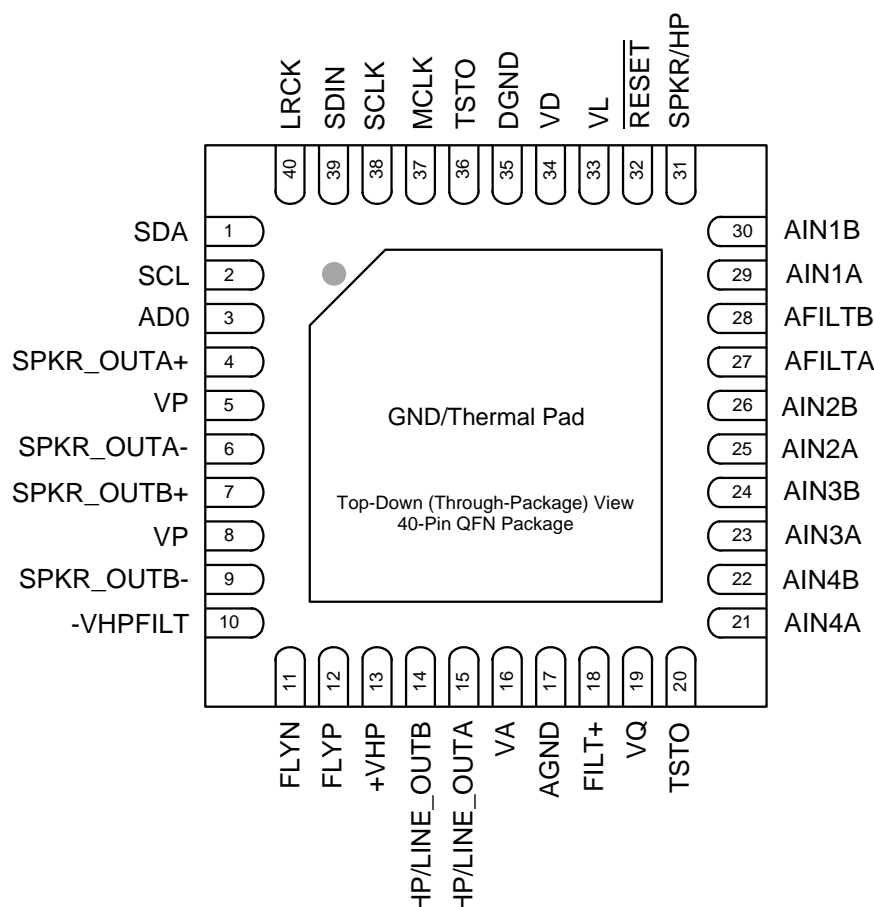 LRCK
SDIN
SCLK
MCLK
TSTO
DGND
VD
VL
RESET
SPKR/HP
40
39
38
37
36
35
34
33
32
31
SDA 1
SCL 2
AD0 3
SPKR_OUTA+ 4
VP 5
SPKR_OUTA- 6
SPKR_OUTB+ 7
VP 8
SPKR_OUTB- 9
-VHPFILT 10
GND/Thermal Pad
Top-Down (Through-Package) View
40-Pin QFN Package
30 AIN1B
29 AIN1A
28 AFILTB
27 AFILTA
26 AIN2B
25 AIN2A
24 AIN3B
23 AIN3A
22 AIN4B
21 AIN4A
11
12
13
14
15
16
17
18
19
20
FLYN
FLYP
+VHP
HP/LINE_OUTB
HP/LINE_OUTA
VA
AGND
FILT+
VQ
TSTO